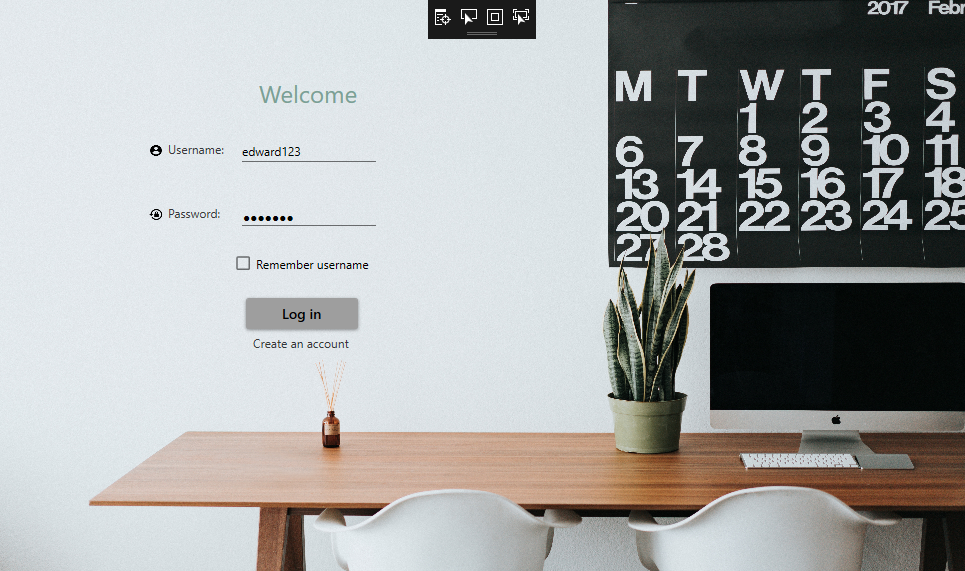 2017 Febr
Welcome
Username: edward123
Password: •••••••
Remember username
Log in
Create an account
M T W T F S
1 2 3 4
6 7 8 9 10 11
13 14 15 16 17 18
20 21 22 23 24 25
27 28